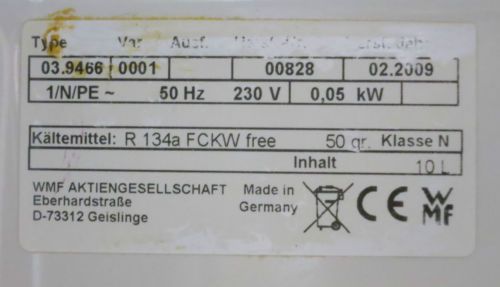 Type Var. Ausf.
03.9466 0001 00828 02.2009
1/N/PE ~ 50 Hz 230 V 0,05 kW
Kältemittel: R 134a FCKW free 50 gr. Klasse N
Inhalt 10 L
WMF AKTIENGESELLSCHAFT
Eberhardstraße
D-73312 Geislinge
Made in
Germany
CE
WMF